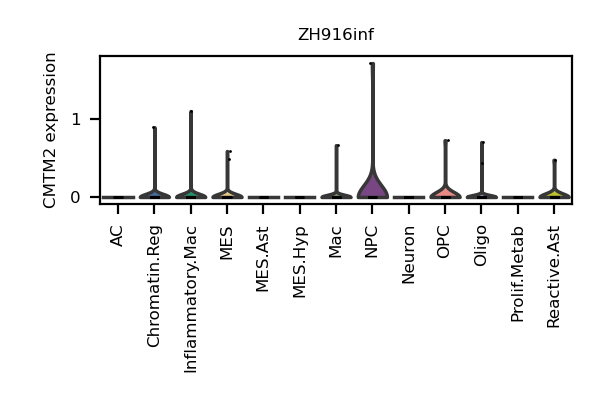 ZH916inf
CMTM2 expression
1
0
AC
Chromatin.Reg
Inflammatory.Mac
MES
MES.Ast
MES.Hyp
Mac
NPC
Neuron
OPC
Oligo
Prolif.Metab
Reactive.Ast